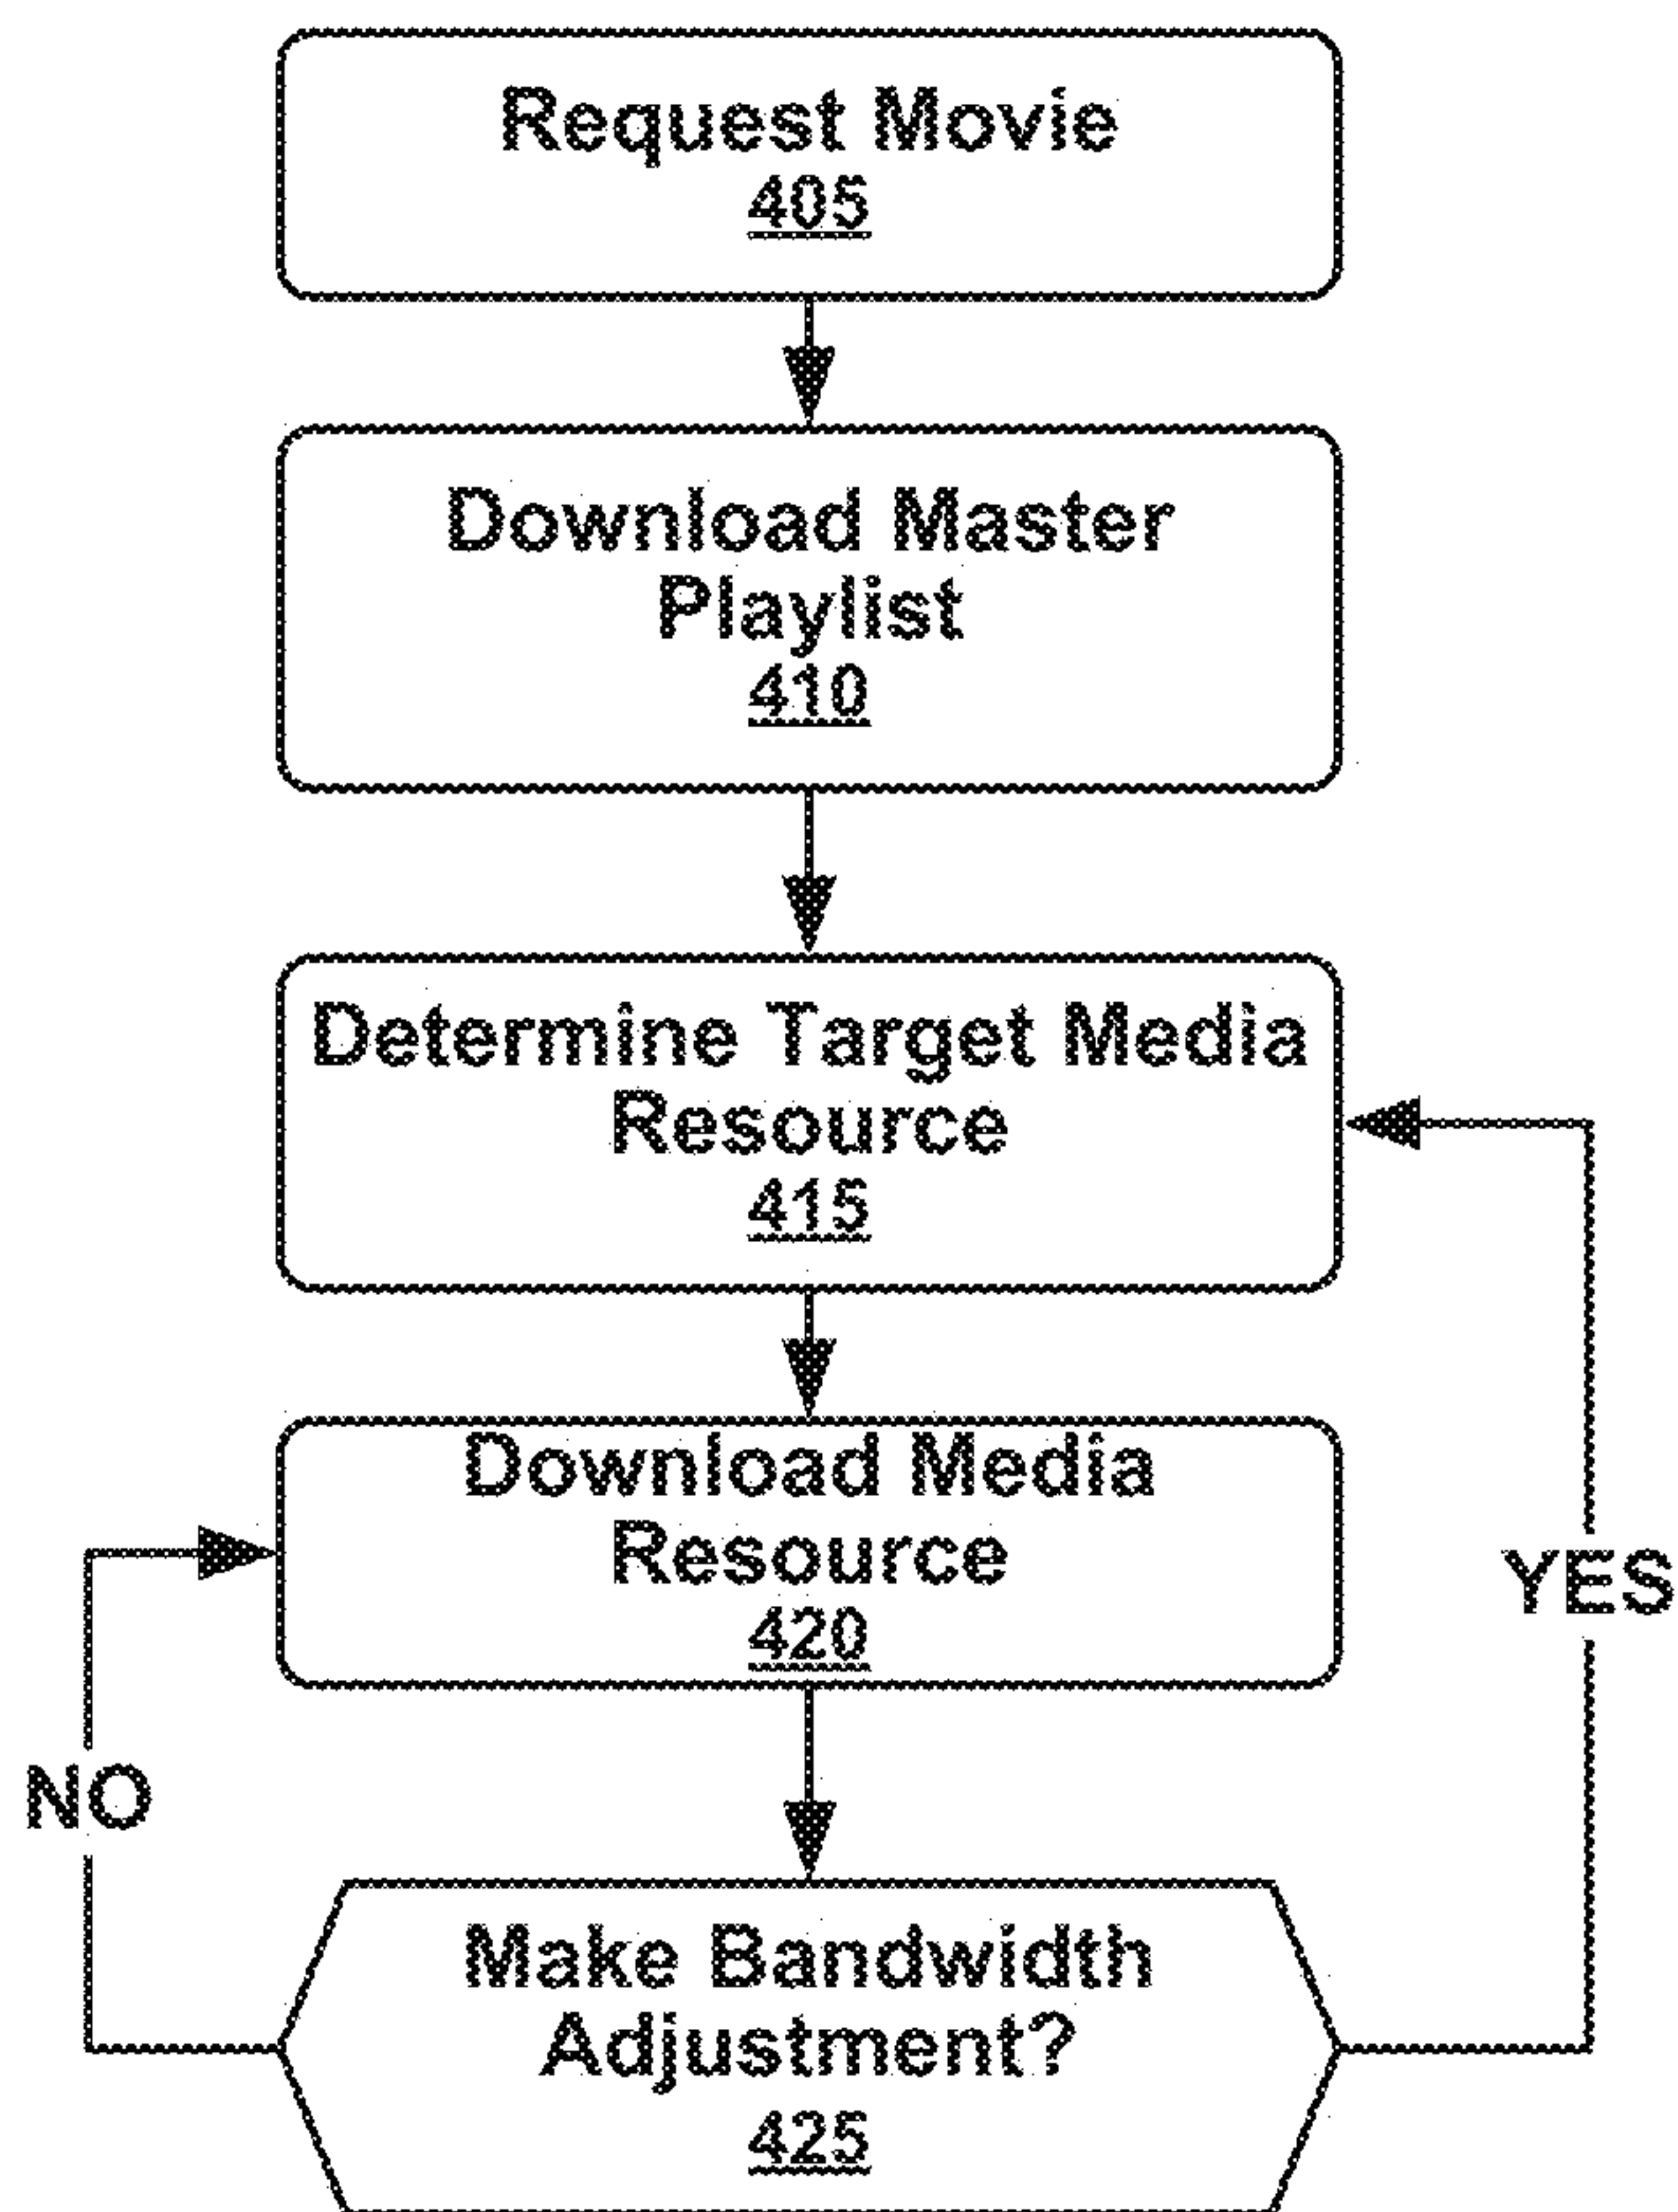 Request Movie
405
Download Master
Playlist
410
Determine Target Media
Resource
415
Download Media
Resource
420
YES
NO
Make Bandwidth
Adjustment?
425